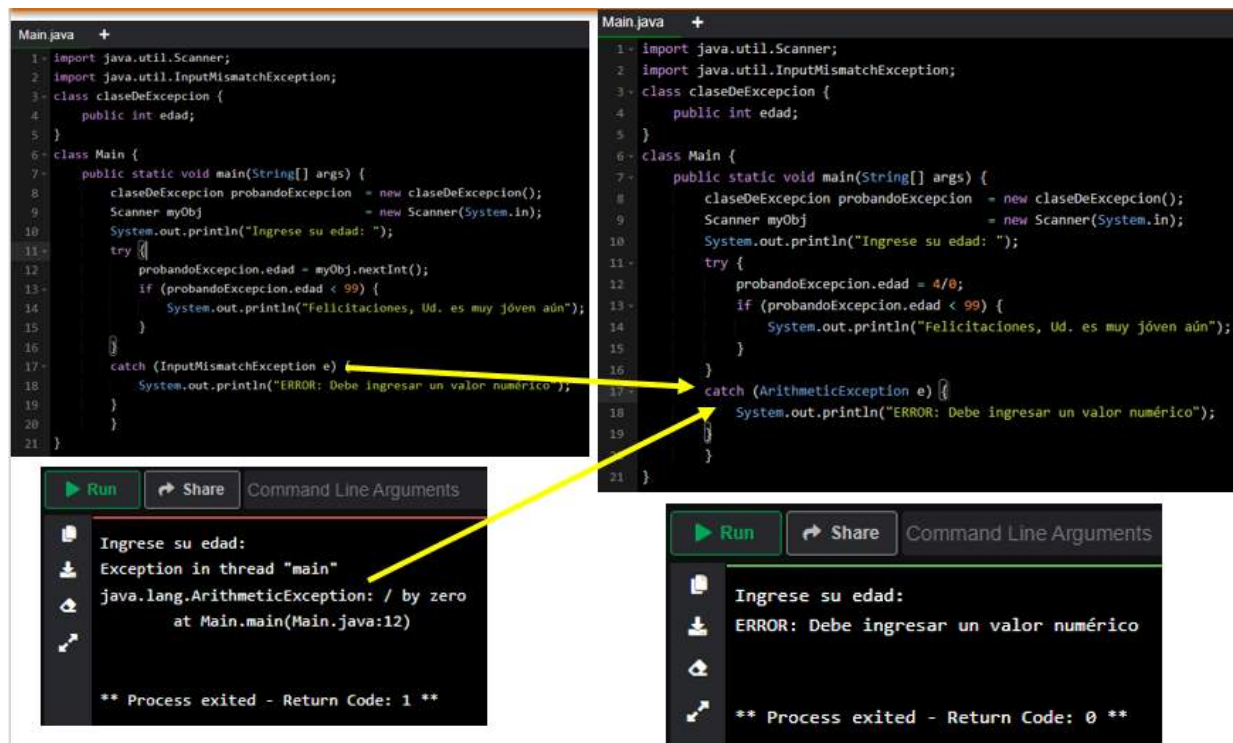 Main.java +
1 import java.util.Scanner;
2 import java.util.InputMismatchException;
3 class claseDeExcepcion {
4 public int edad;
5 }
6 class Main {
7 public static void main(String[] args) {
8 claseDeExcepcion probandoExcepcion = new claseDeExcepcion();
9 Scanner myObj = new Scanner(System.in);
10 System.out.println("Ingrese su edad: ");
11 try {
12 probandoExcepcion.edad = myObj.nextInt();
13 if (probandoExcepcion.edad < 99) {
14 System.out.println("Felicitaciones, Ud. es muy jóven aún");
15 }
16 }
17 catch (InputMismatchException e) {
18 System.out.println("ERROR: Debe ingresar un valor numérico");
19 }
20 }
21 }
Run Share Command Line Arguments
Ingrese su edad:
Exception in thread "main"
java.lang.ArithmeticException: / by zero
at Main.main(Main.java:12)
** Process exited - Return Code: 1 **
Main.java +
1 import java.util.Scanner;
2 import java.util.InputMismatchException;
3 class claseDeExcepcion {
4 public int edad;
5 }
6 class Main {
7 public static void main(String[] args) {
8 claseDeExcepcion probandoExcepcion = new claseDeExcepcion();
9 Scanner myObj = new Scanner(System.in);
10 System.out.println("Ingrese su edad: ");
11 try {
12 probandoExcepcion.edad = 4/0;
13 if (probandoExcepcion.edad < 99) {
14 System.out.println("Felicitaciones, Ud. es muy jóven aún");
15 }
16 }
17 catch (ArithmeticException e) {
18 System.out.println("ERROR: Debe ingresar un valor numérico");
19 }
}
21 }
Run Share Command Line Arguments
Ingrese su edad:
ERROR: Debe ingresar un valor numérico
** Process exited - Return Code: 0 **